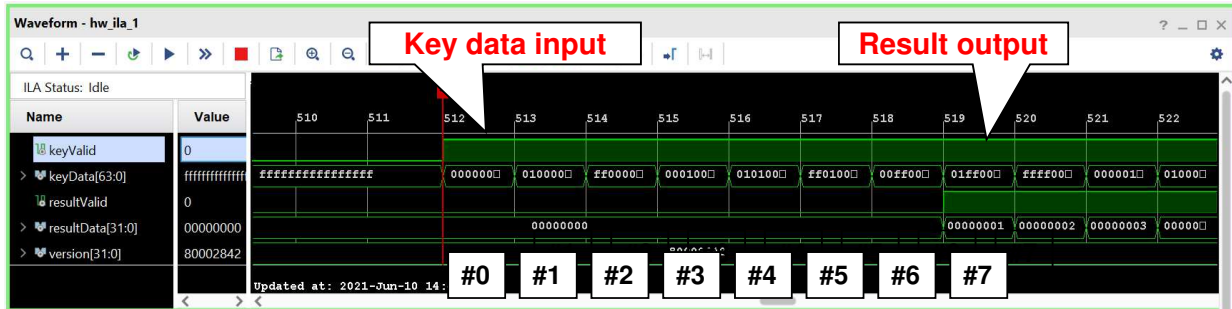 Waveform - hw_ila_1
Key data input
Result output
ILA Status: Idle
Name Value
510 511 512 513 514 515 516 517 518 519 520 521 522
keyValid 0
keyData[63:0] ffffffffffffff ffffffffffffffff 000000□ 010000□ ff0000□ 000100□ 010100□ ff0100□ 00ff00□ 01ff00□ ffff00□ 000001□ 01000□
resultValid 0
resultData[31:0] 00000000 00000000 00000001 00000002 00000003 00000□
version[31:0] 80002842
#0 #1 #2 #3 #4 #5 #6 #7
Updated at: 2021-Jun-10 14: